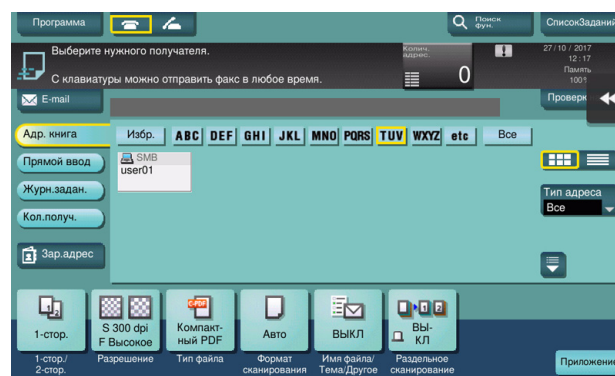 Программа
Поиск
фун.
СписокЗаданий
Выберите нужного получателя.
С клавиатуры можно отправить факс в любое время.
Колич.
адрес.
0
27/10/2017
12:17
Память
100%
E-mail
Проверк
Адр. книга
Избр. ABC DEF GHI JKL MNO PQRS TUV WXYZ etc Все
SMB
user01
Прямой ввод
Журн.задан.
Кол.получ.
Зар.адрес
Тип адреса
Все
1-стор.
S 300 dpi
F Высокое
Компакт-
ный PDF
Авто
ВЫКЛ
ВЫ-
КЛ
1-стор./
2-стор.
Разрешение
Тип файла
Формат
сканирования
Имя файла/
Тема/Другое
Раздельное
сканирование
Приложение